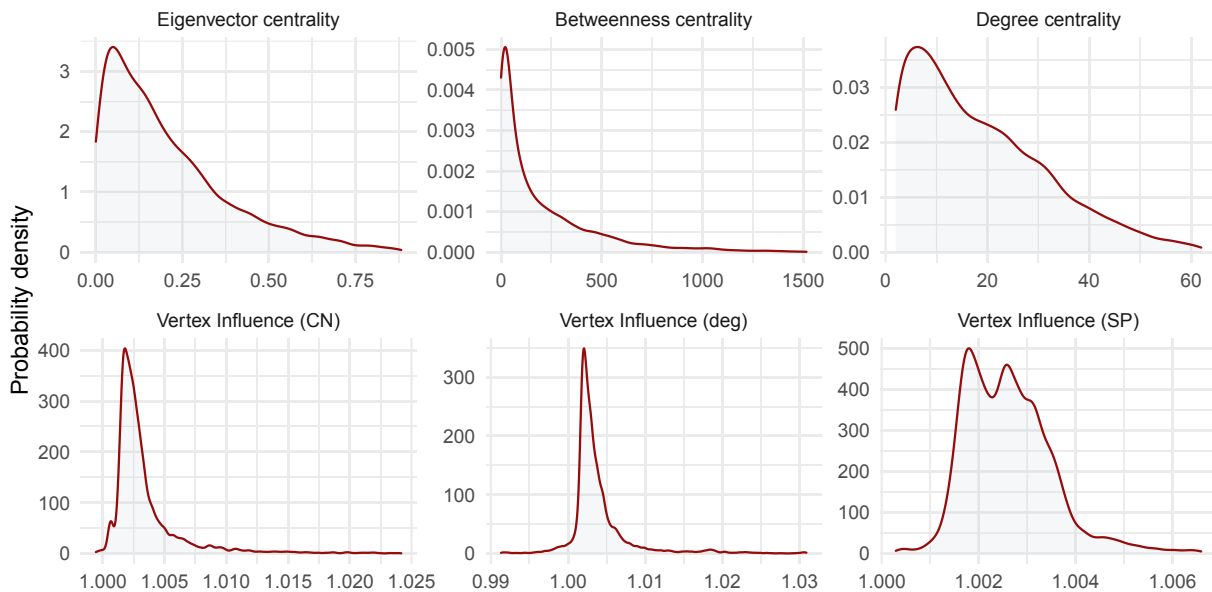 Eigenvector centrality
Betweenness centrality
Degree centrality
Probability density
3
2
1
0
0.00 0.25 0.50 0.75
0.005
0.004
0.003
0.002
0.001
0.000
0 500 1000 1500
0.03
0.02
0.01
0.00
0 20 40 60
Vertex Influence (CN)
Vertex Influence (deg)
Vertex Influence (SP)
400
300
200
100
0
1.000 1.005 1.010 1.015 1.020 1.025
300
200
100
0
0.99 1.00 1.01 1.02 1.03
500
400
300
200
100
0
1.000 1.002 1.004 1.006